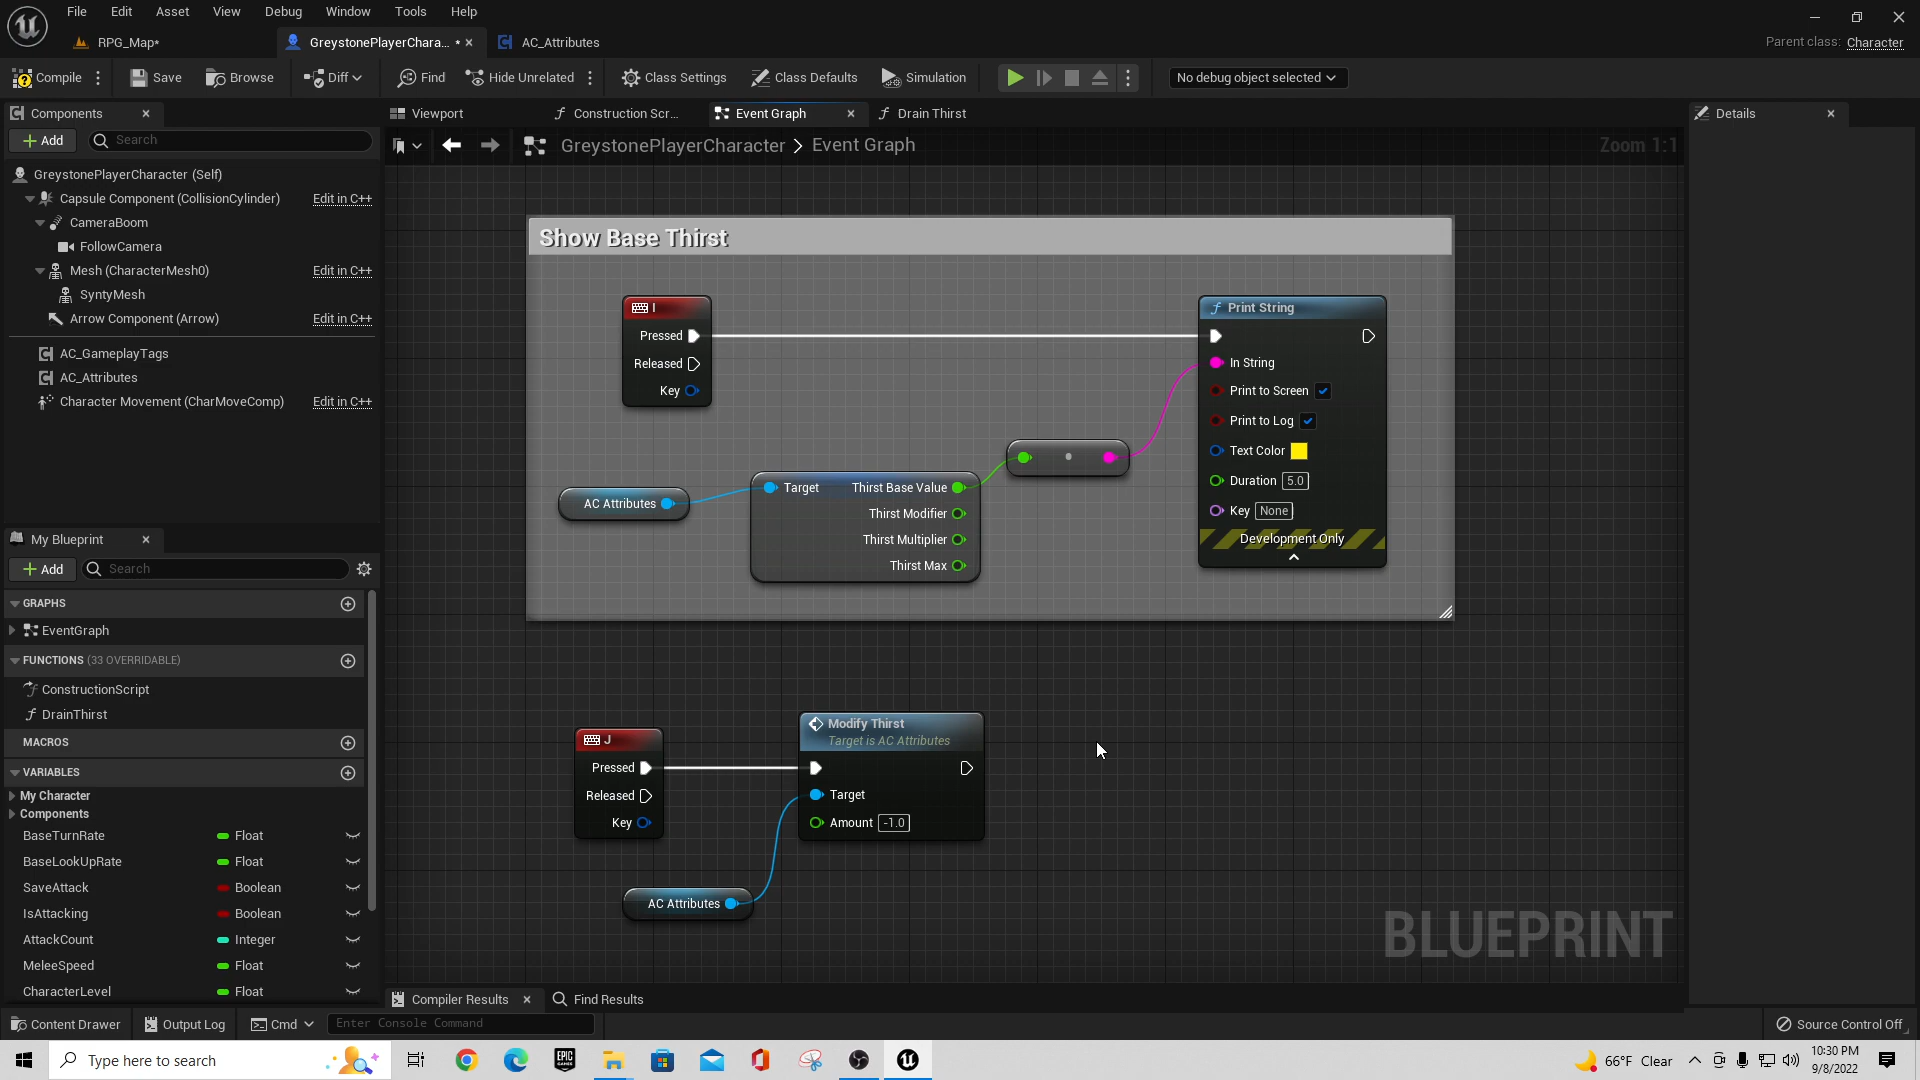 File Edit Asset View Debug Window Tools Help
RPG_Map* GreystonePlayerChara... * AC_Attributes
Parent class: Character
Compile Save Browse Diff Find Hide Unrelated Class Settings Class Defaults Simulation No debug object selected
Components
Viewport Construction Scr... Event Graph Drain Thirst
Details
Add Search
GreystonePlayerCharacter > Event Graph
Zoom 1:1
GreystonePlayerCharacter (Self)
Capsule Component (CollisionCylinder) Edit in C++
CameraBoom
FollowCamera
Mesh (CharacterMesh0) Edit in C++
SyntyMesh
Arrow Component (Arrow) Edit in C++
AC_GameplayTags
AC_Attributes
Character Movement (CharMoveComp) Edit in C++
My Blueprint
Add Search
GRAPHS
EventGraph
FUNCTIONS (33 OVERRIDABLE)
ConstructionScript
DrainThirst
MACROS
VARIABLES
My Character
Components
BaseTurnRate Float
BaseLookUpRate Float
SaveAttack Boolean
IsAttacking Boolean
AttackCount Integer
MeleeSpeed Float
CharacterLevel Float
Show Base Thirst
I
Pressed
Released
Key
Print String
In String
Print to Screen
Print to Log
Text Color
Duration 5.0
Key None
Development Only
AC Attributes
Target Thirst Base Value
Thirst Modifier
Thirst Multiplier
Thirst Max
J
Pressed
Released
Key
Modify Thirst
Target is AC Attributes
Target
Amount -1.0
AC Attributes
BLUEPRINT
Compiler Results Find Results
Content Drawer Output Log Cmd Enter Console Command
Source Control Off
Type here to search
EPIC GAMES
66°F Clear
10:30 PM
9/8/2022